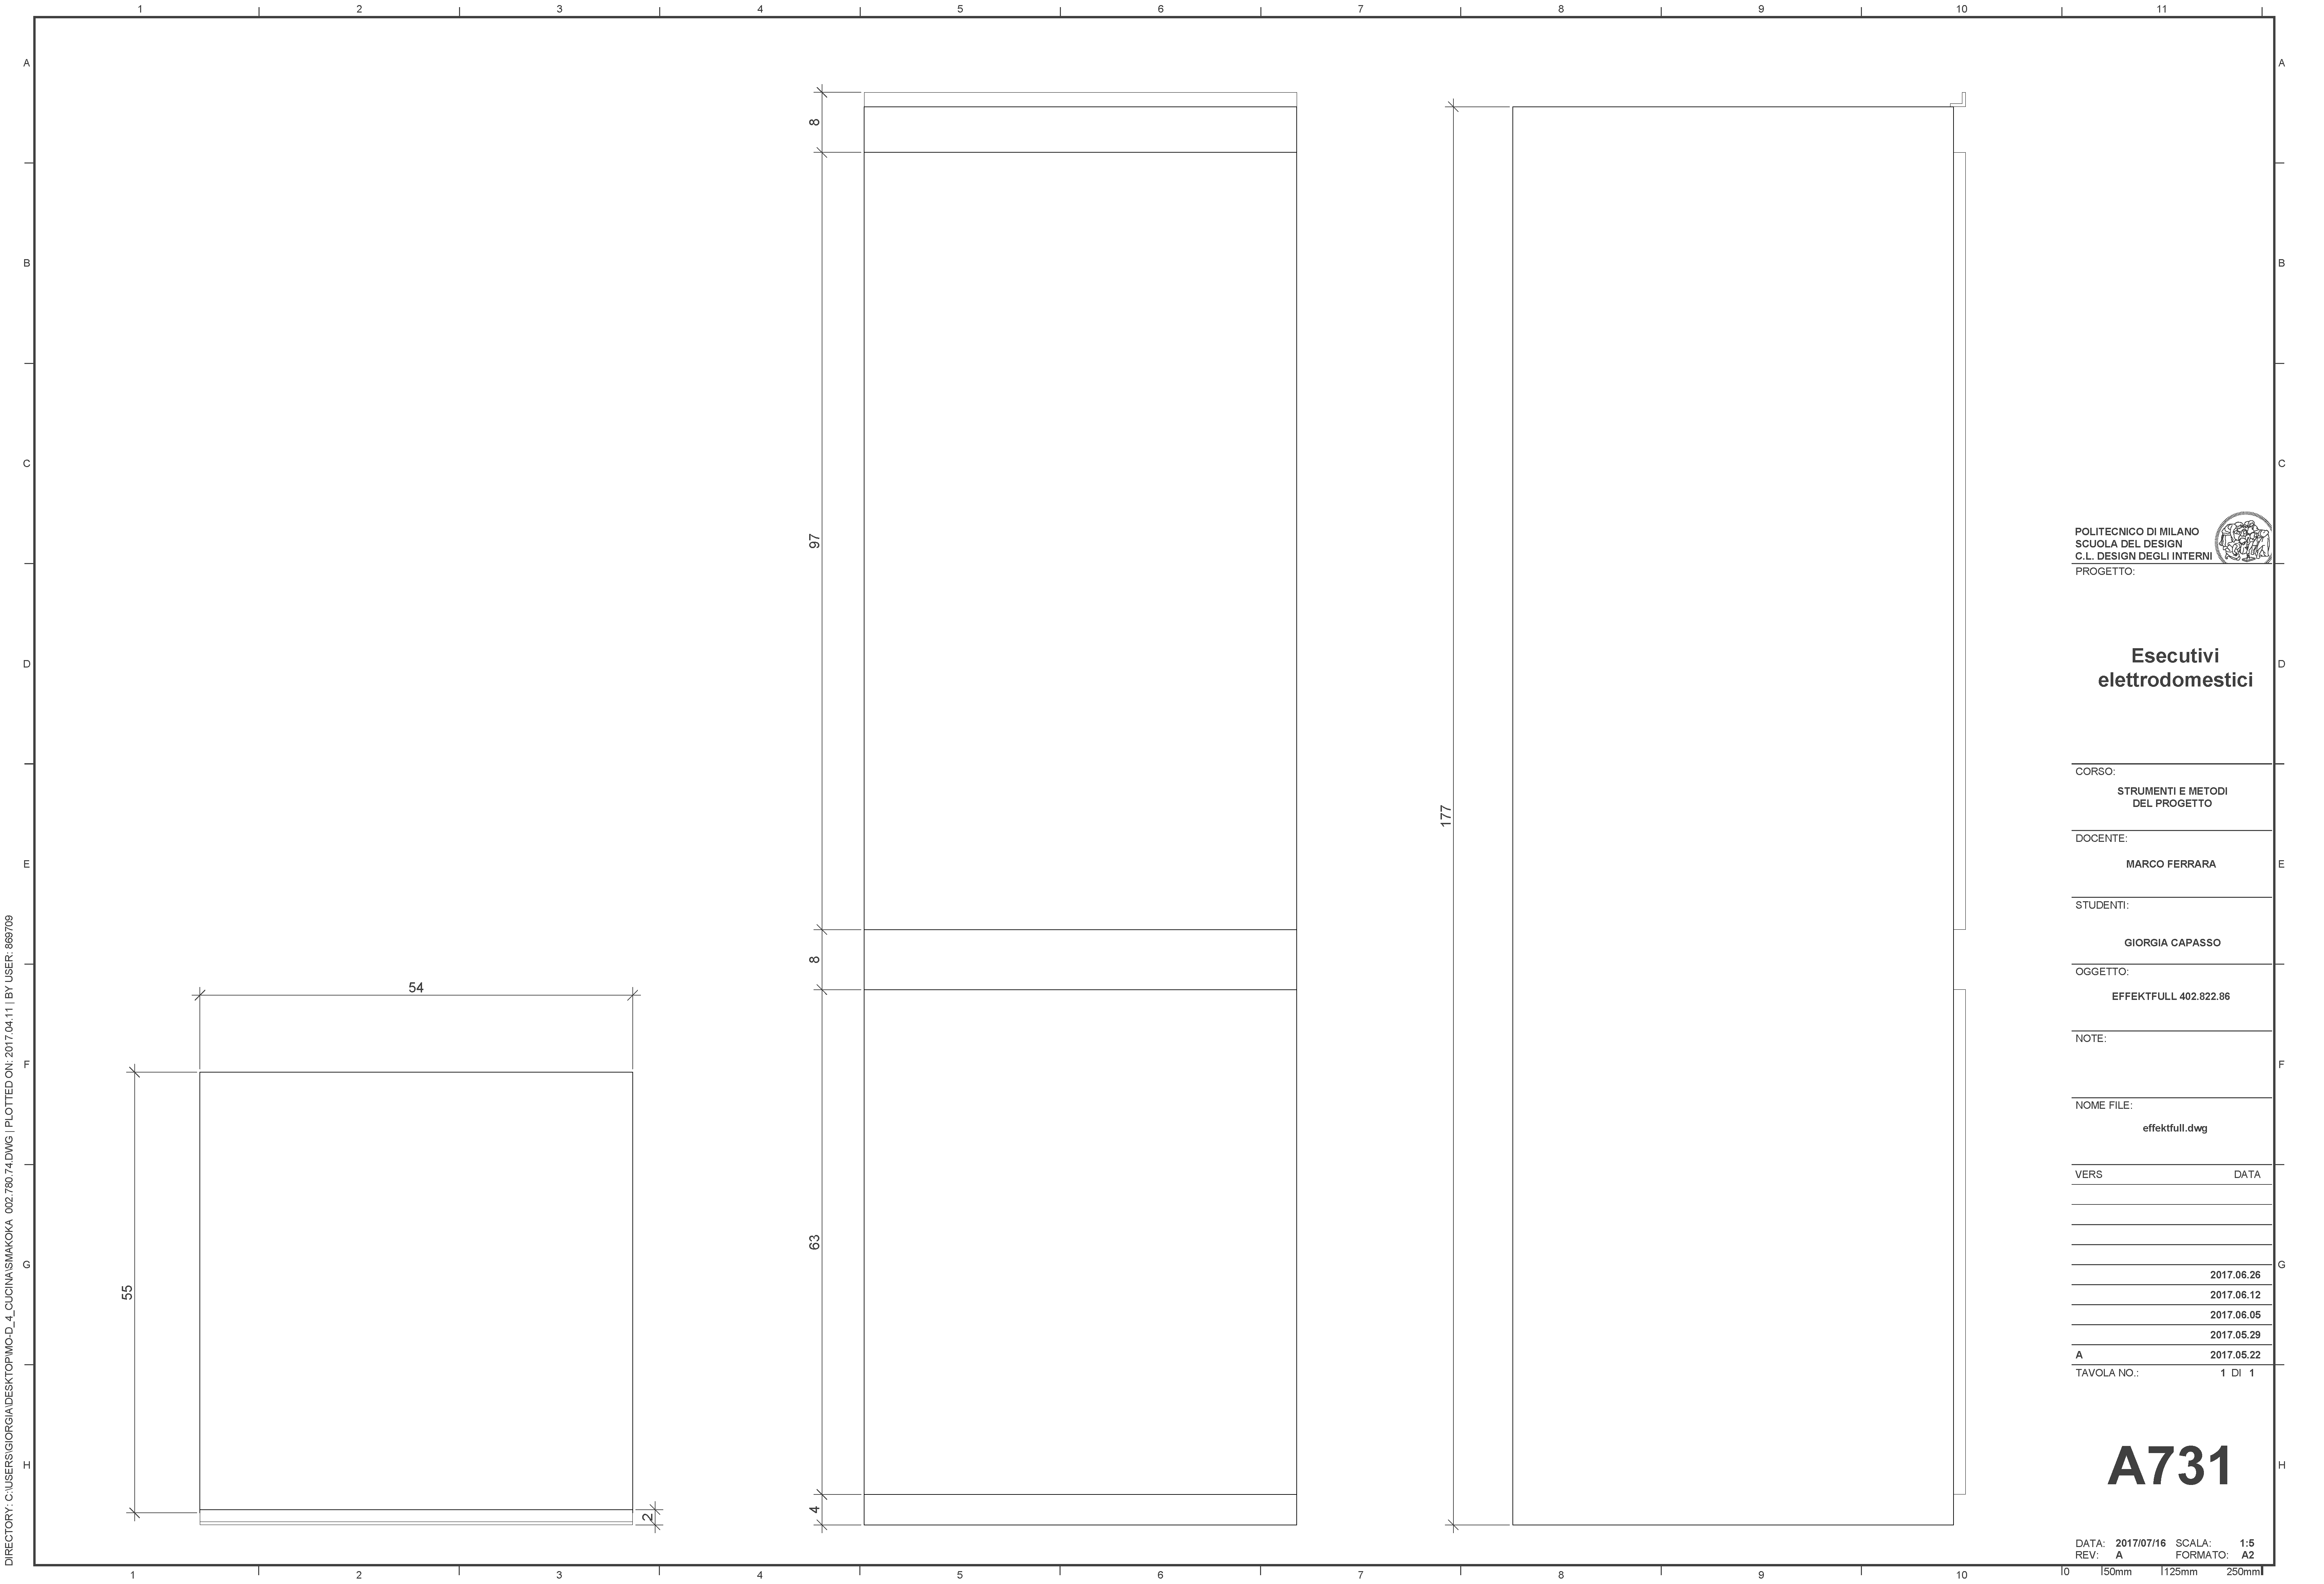 1 2 3 4 5 6 7 8 9 10 11
A A
8
B B
C C
97
POLITECNICO DI MILANO
SCUOLA DEL DESIGN
C.L. DESIGN DEGLI INTERNI
PROGETTO:
D D
Esecutivi
elettrodomestici
CORSO:
STRUMENTI E METODI
DEL PROGETTO
177
DOCENTE:
E E
MARCO FERRARA
STUDENTI:
GIORGIA CAPASSO
8
OGGETTO:
54
EFFEKTFULL 402.822.86
NOTE:
F F
NOME FILE:
effektfull.dwg
VERS DATA
63
G G
2017.06.26
55
2017.06.12
2017.06.05
2017.05.29
A 2017.05.22
TAVOLA NO.: 1 DI 1
H H
A731
4
2
DATA: 2017/07/16 SCALA: 1:5
REV: A FORMATO: A2
0 50mm 125mm 250mm
1 2 3 4 5 6 7 8 9 10
DIRECTORY: C:\USERS\GIORGIA\DESKTOP\MO-D_4_CUCINA\SMAKOKA 002.780.74.DWG | PLOTTED ON: 2017.04.11 | BY USER: 869709